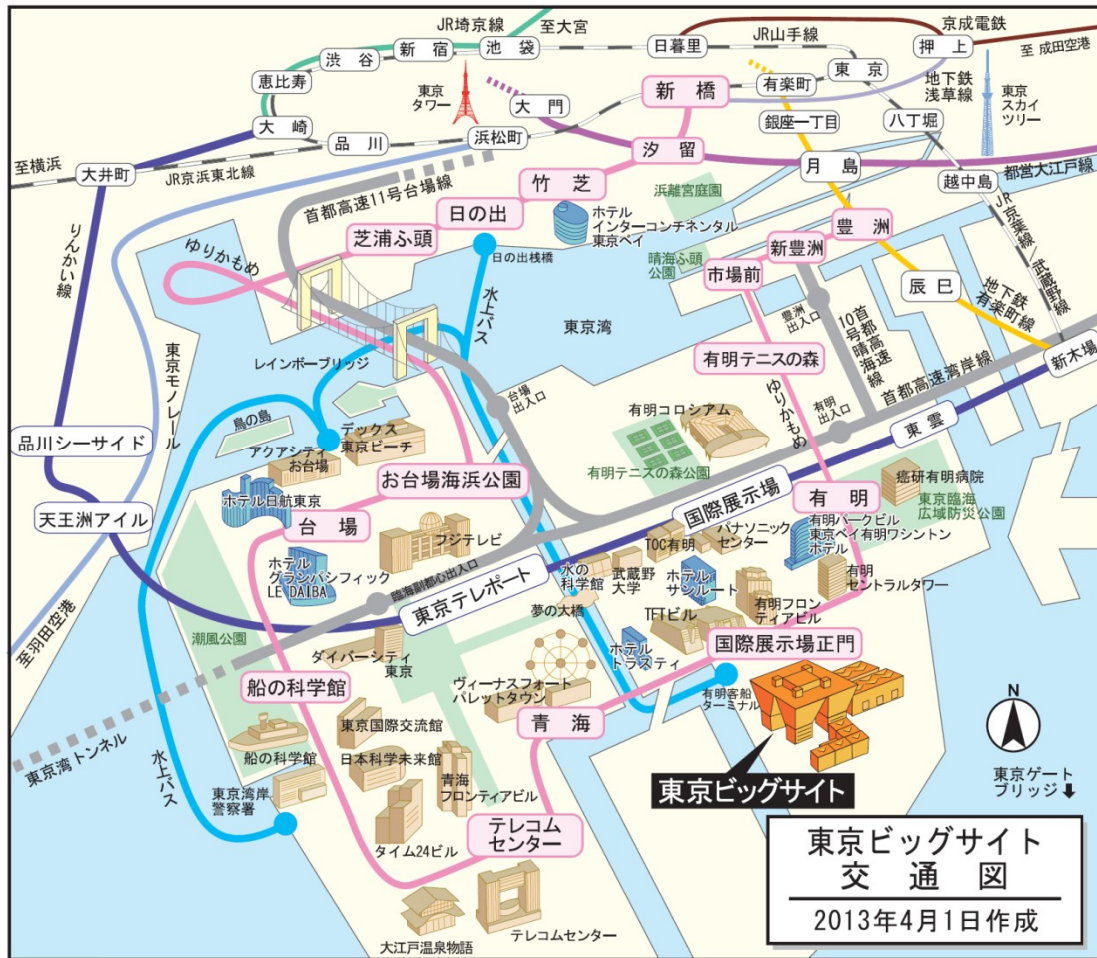 JR埼京線
至大宮
京成電鉄
至 成田空港
渋谷
新宿
池袋
日暮里
JR山手線
押上
恵比寿
東京
タワー
大門
新橋
有楽町
東京
地下鉄
浅草線
東京
スカイ
ツリー
大崎
品川
浜松町
銀座一丁目
八丁堀
至横浜
大井町
JR京浜東北線
汐留
月島
都営大江戸線
首都高速11号台場線
竹芝
浜離宮庭園
越中島
日の出
ホテル
インターコンチネンタル
東京ベイ
豊洲
JR京葉線/武蔵野線
りんかい線
ゆりかもめ
芝浦ふ頭
日の出桟橋
晴海ふ頭
公園
新豊洲
市場前
辰巳
地下鉄
有楽町線
水上バス
東京湾
豊洲
出入口
首都高速
10号晴海線
新木場
東京モノレール
レインボーブリッジ
有明テニスの森
首都高速湾岸線
台場
出入口
ゆりかもめ
有明
出入口
鳥の島
デックス
東京ビーチ
アクアシティ
お台場
有明コロシアム
東雲
品川シーサイド
お台場海浜公園
有明テニスの森公園
癌研有明病院
ホテル日航東京
国際展示場
有明
東京臨海
広域防災公園
天王洲アイル
台場
フジテレビ
パナソニック
センター
TOC有明
有明パークビル
東京ベイ有明ワシントン
ホテル
ホテル
グランパシフィック
LE DAIBA
臨海副都心出入口
水の
科学館
武蔵野
大学
ホテル
サンルート
有明
セントラルタワー
東京テレポート
夢の大橋
TFTビル
有明フロン
ティアビル
至羽田空港
潮風公園
ダイバーシティ
東京
ホテル
トラスティ
国際展示場正門
船の科学館
ヴィーナスフォート
パレットタウン
有明客船
ターミナル
東京国際交流館
青海
N
東京湾トンネル
船の科学館
日本科学未来館
青海
フロンティアビル
東京ゲート
ブリッジ
水上バス
東京湾岸
警察署
東京ビッグサイト
タイム24ビル
テレコム
センター
東京ビッグサイト
交通図
2013年4月1日作成
大江戸温泉物語
テレコムセンター